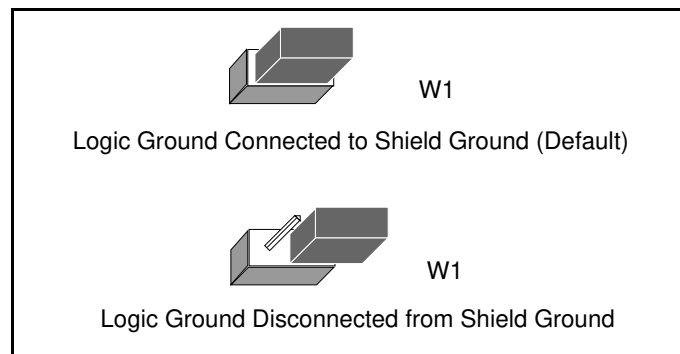 W1
Logic Ground Connected to Shield Ground (Default)
W1
Logic Ground Disconnected from Shield Ground